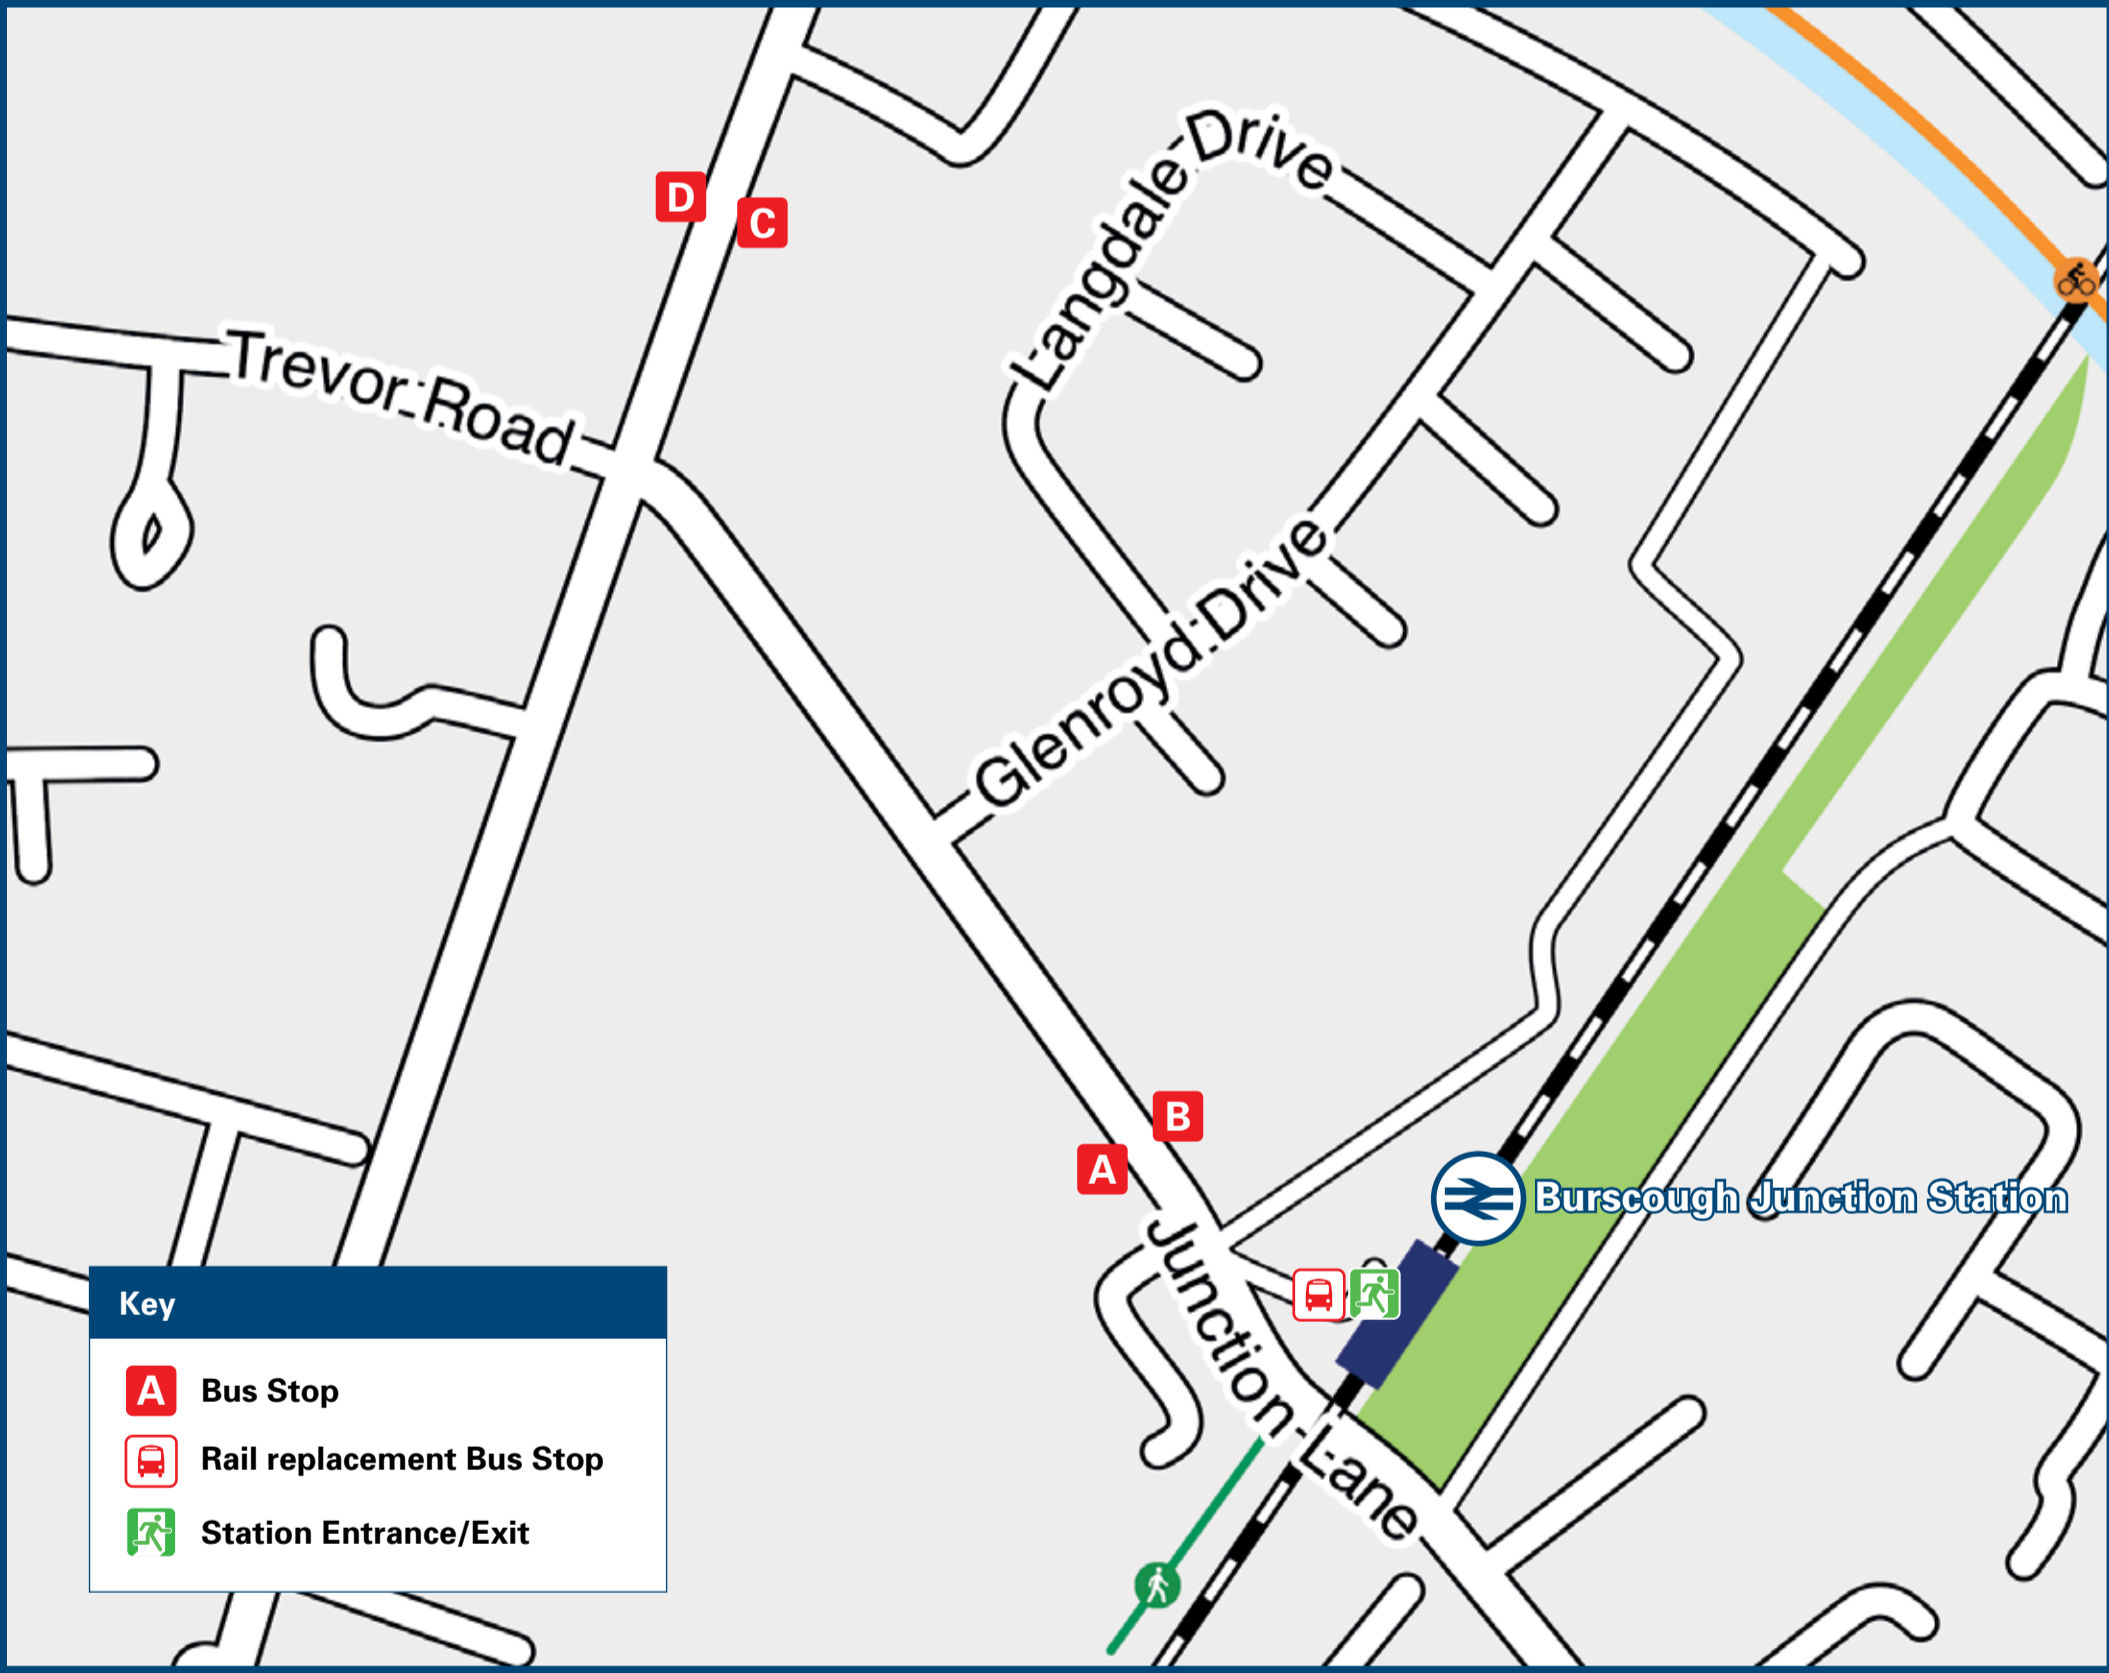 Langdale Drive
D
C
Trevor Road
Glenroyd Drive
B
A
Burscough Junction Station
Junction Lane
Key
A Bus Stop
Rail replacement Bus Stop
Station Entrance/Exit